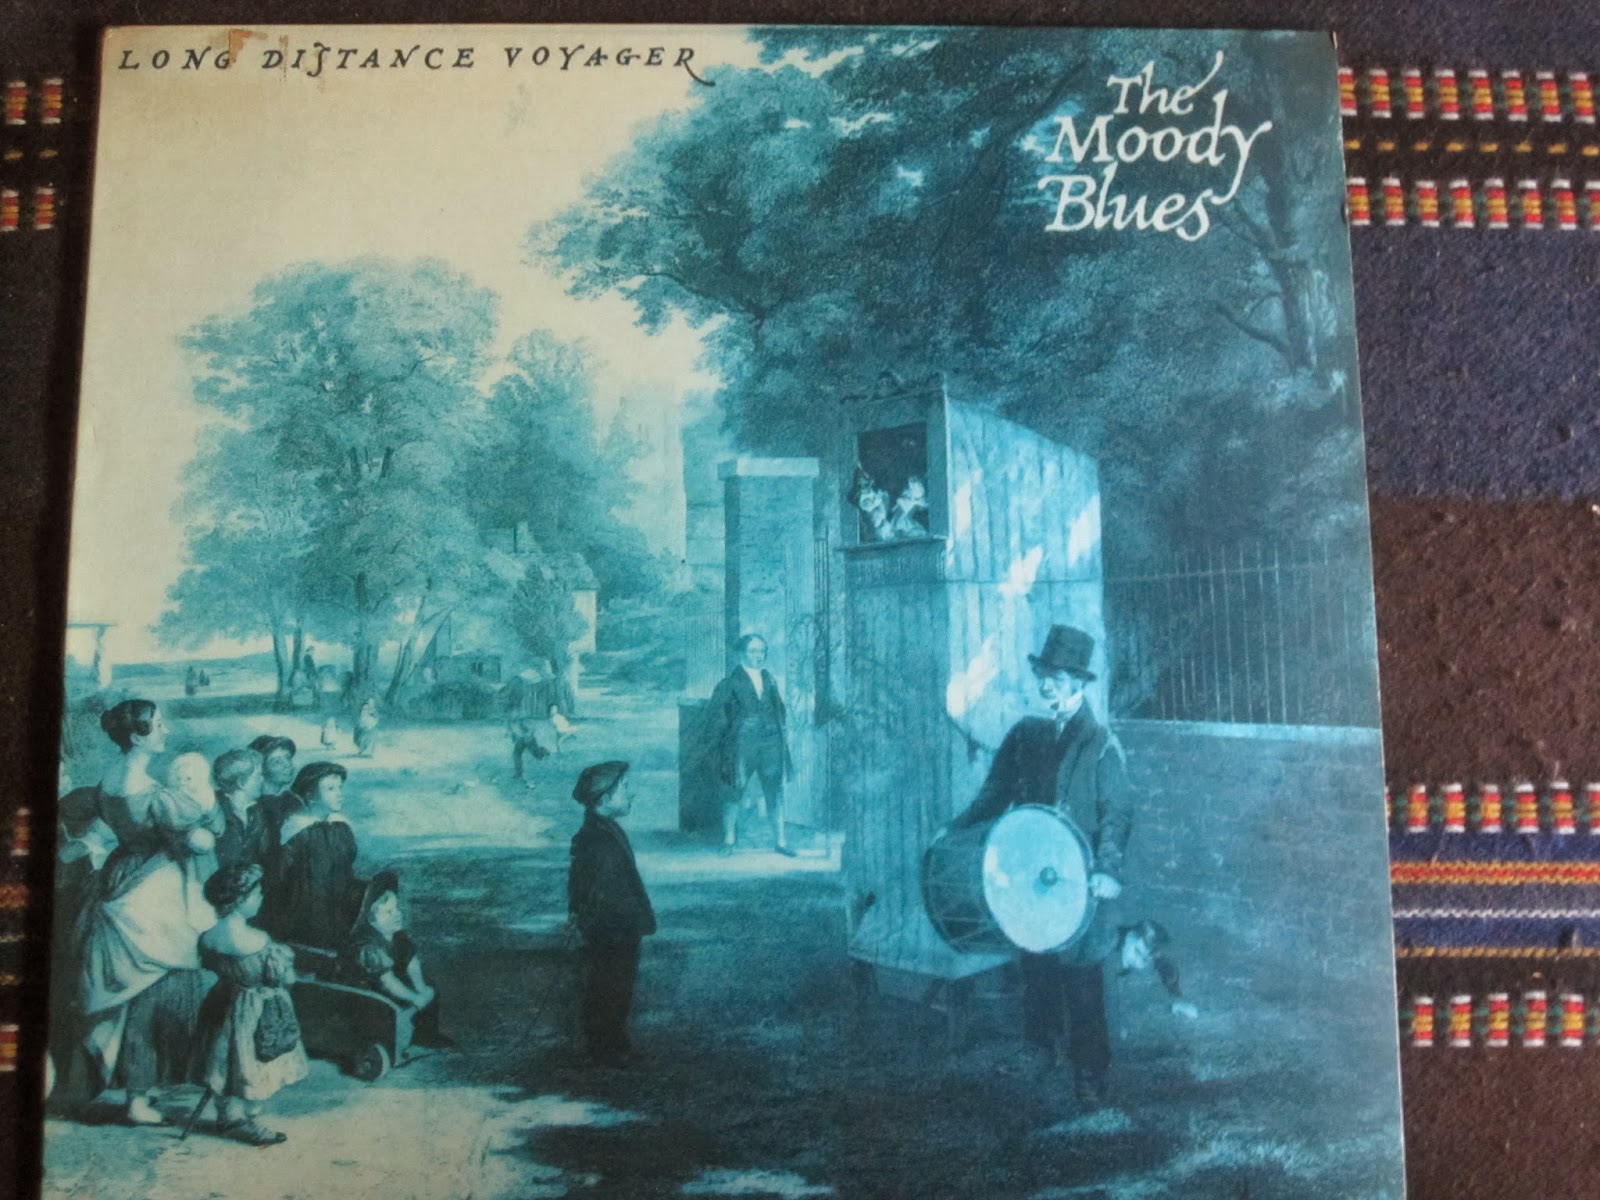 LONG DISTANCE VOYAGER
The
Moody
Blues